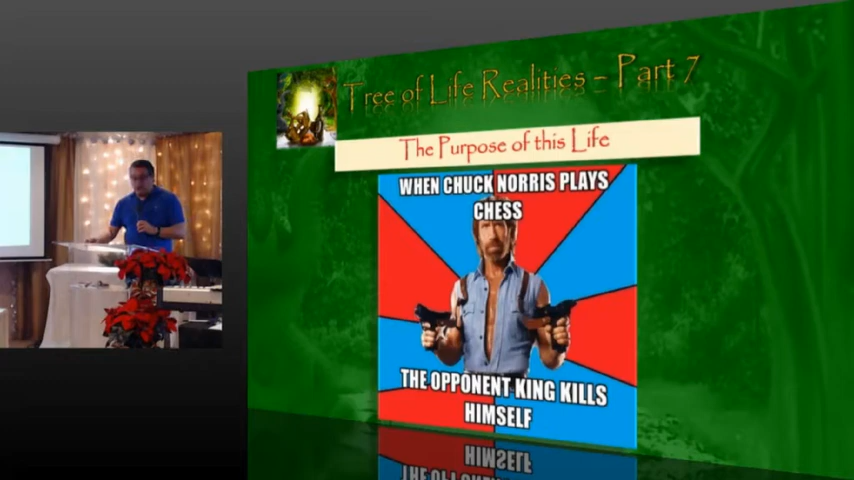 Tree of Life Realities – Part 7
The Purpose of this Life
WHEN CHUCK NORRIS PLAYS
CHESS
THE OPPONENT KING KILLS
HIMSELF